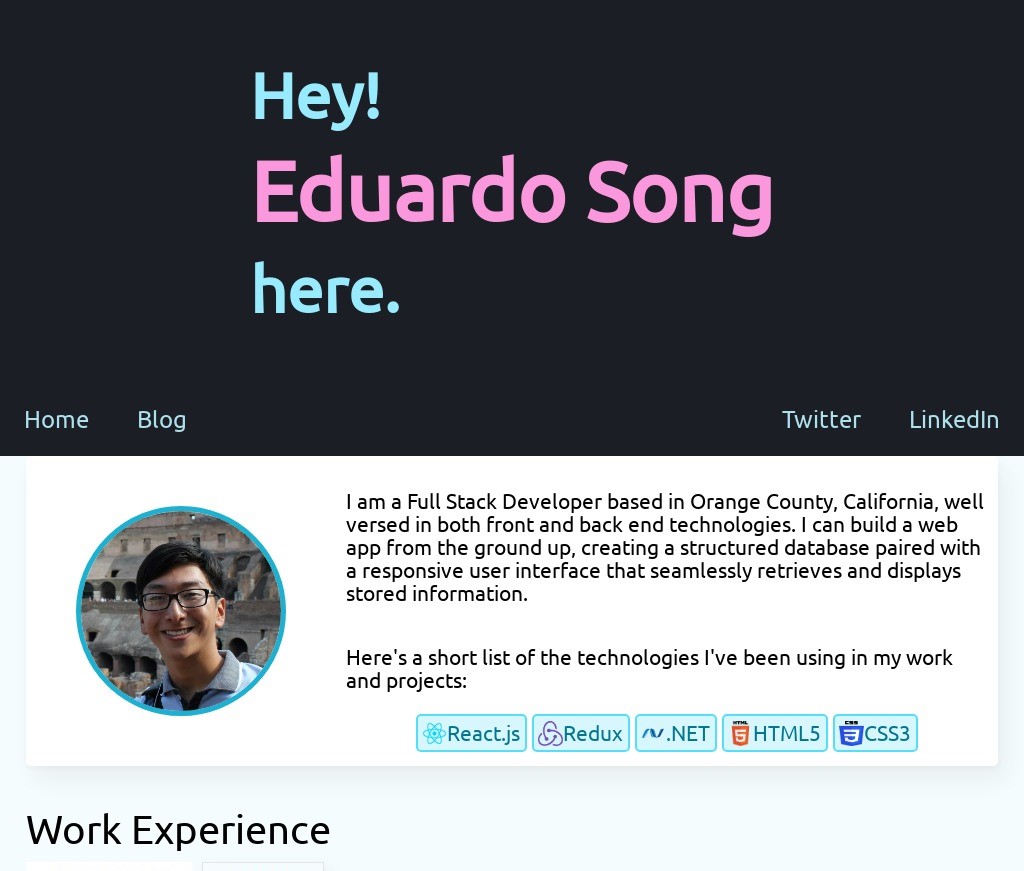 Hey!
Eduardo Song
here.
Home Blog Twitter LinkedIn
I am a Full Stack Developer based in Orange County, California, well
versed in both front and back end technologies. I can build a web
app from the ground up, creating a structured database paired with
a responsive user interface that seamlessly retrieves and displays
stored information.
Here's a short list of the technologies I've been using in my work
and projects:
React.js Redux .NET HTML5 CSS3
Work Experience